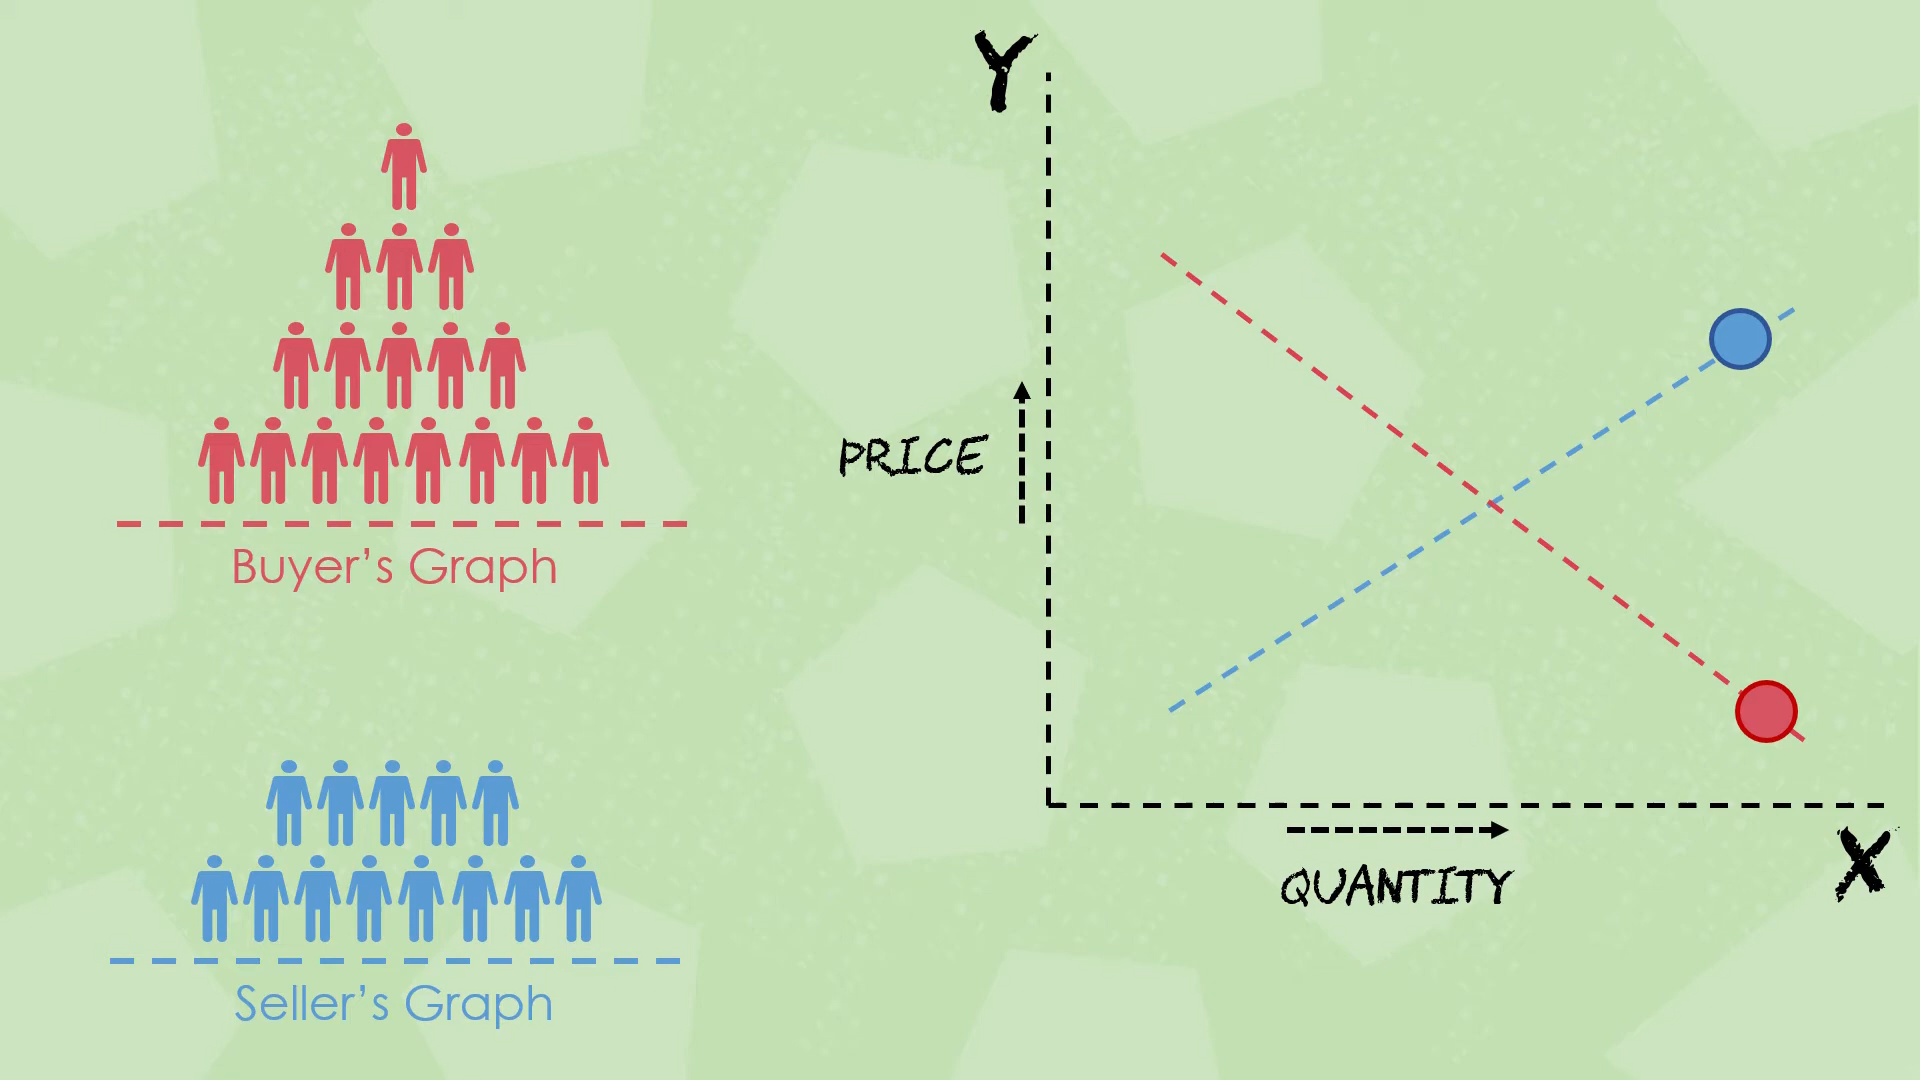 Y
PRICE
Buyer's Graph
X
QUANTITY
Seller's Graph